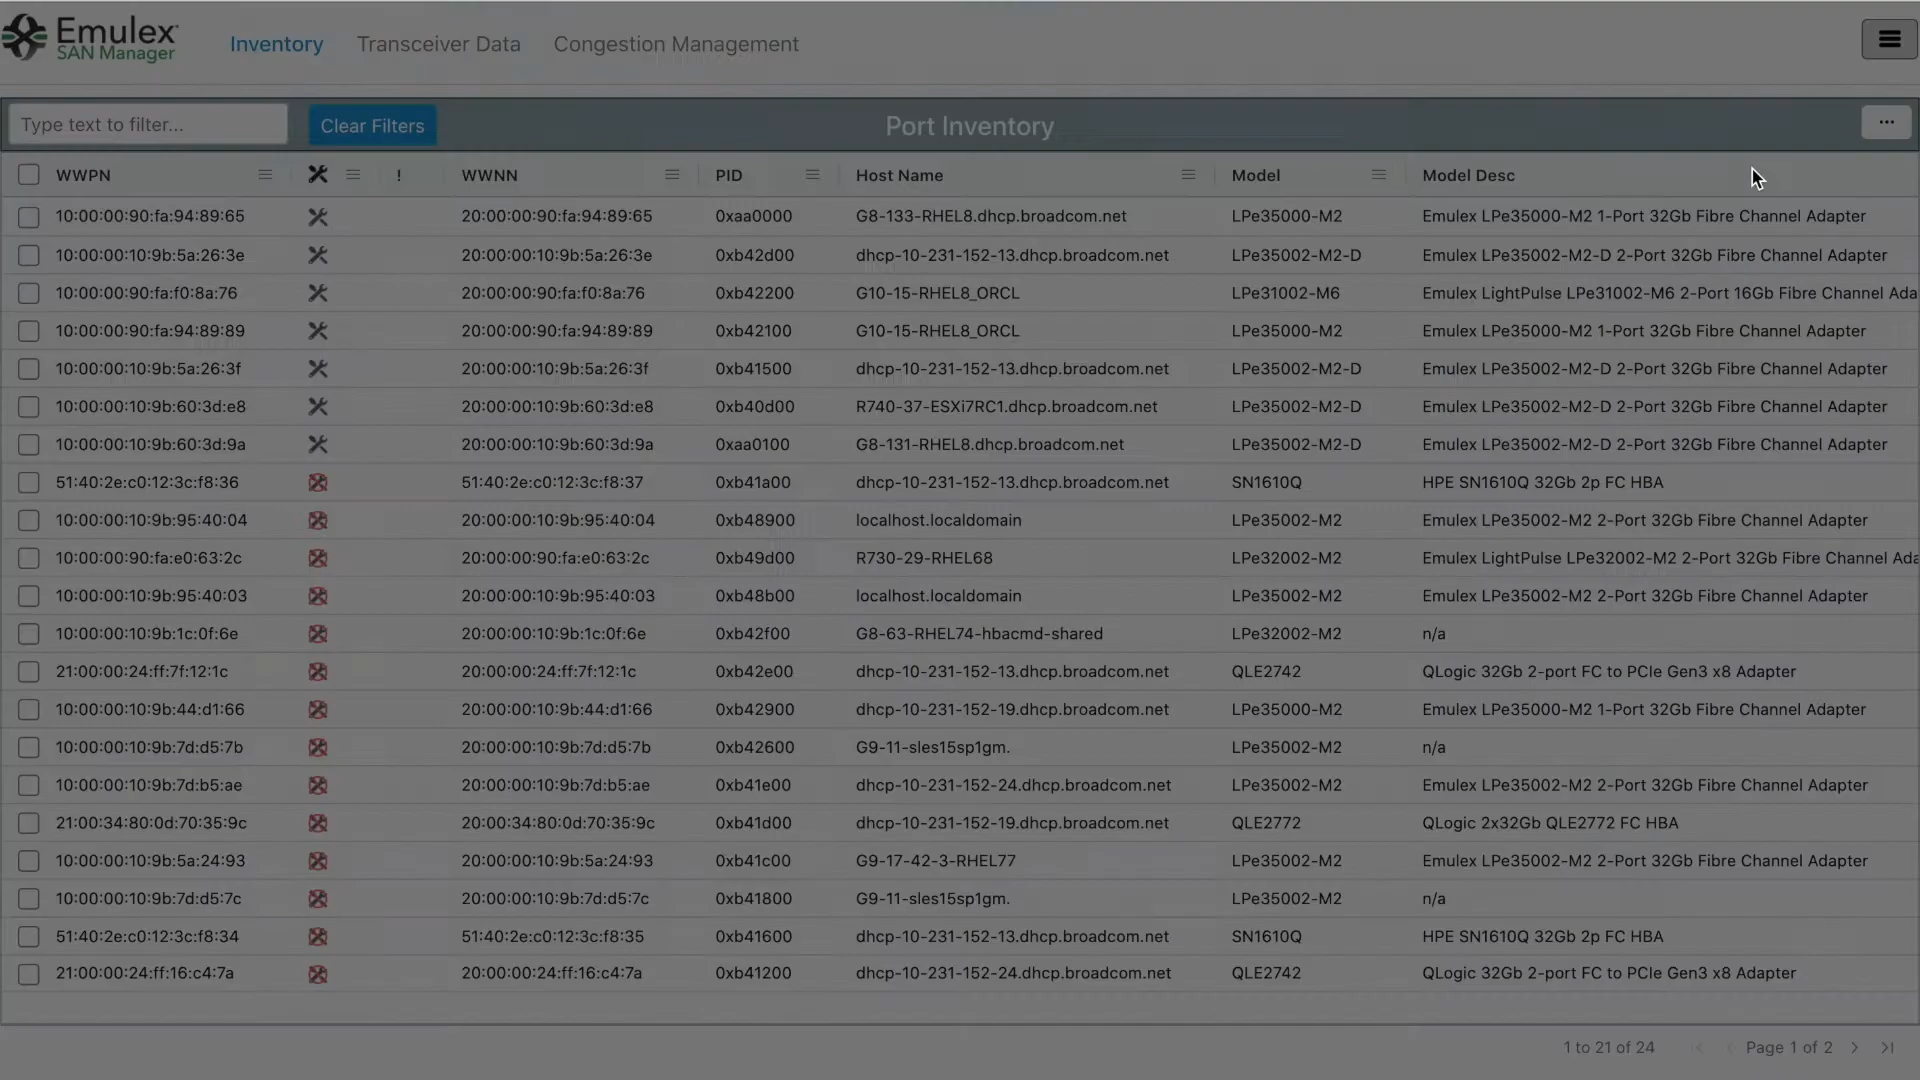 Emulex
SAN Manager
Inventory Transceiver Data Congestion Management
Type text to filter... Clear Filters Port Inventory ...
WWPN ! WWNN PID Host Name Model Model Desc
10:00:00:90:fa:94:89:65 20:00:00:90:fa:94:89:65 0xaa0000 G8-133-RHEL8.dhcp.broadcom.net LPe35000-M2 Emulex LPe35000-M2 1-Port 32Gb Fibre Channel Adapter
10:00:00:10:9b:5a:26:3e 20:00:00:10:9b:5a:26:3e 0xb42d00 dhcp-10-231-152-13.dhcp.broadcom.net LPe35002-M2-D Emulex LPe35002-M2-D 2-Port 32Gb Fibre Channel Adapter
10:00:00:90:fa:f0:8a:76 20:00:00:90:fa:f0:8a:76 0xb42200 G10-15-RHEL8_ORCL LPe31002-M6 Emulex LightPulse LPe31002-M6 2-Port 16Gb Fibre Channel Ada
10:00:00:90:fa:94:89:89 20:00:00:90:fa:94:89:89 0xb42100 G10-15-RHEL8_ORCL LPe35000-M2 Emulex LPe35000-M2 1-Port 32Gb Fibre Channel Adapter
10:00:00:10:9b:5a:26:3f 20:00:00:10:9b:5a:26:3f 0xb41500 dhcp-10-231-152-13.dhcp.broadcom.net LPe35002-M2-D Emulex LPe35002-M2-D 2-Port 32Gb Fibre Channel Adapter
10:00:00:10:9b:60:3d:e8 20:00:00:10:9b:60:3d:e8 0xb40d00 R740-37-ESXi7RC1.dhcp.broadcom.net LPe35002-M2-D Emulex LPe35002-M2-D 2-Port 32Gb Fibre Channel Adapter
10:00:00:10:9b:60:3d:9a 20:00:00:10:9b:60:3d:9a 0xaa0100 G8-131-RHEL8.dhcp.broadcom.net LPe35002-M2-D Emulex LPe35002-M2-D 2-Port 32Gb Fibre Channel Adapter
51:40:2e:c0:12:3c:f8:36 51:40:2e:c0:12:3c:f8:37 0xb41a00 dhcp-10-231-152-13.dhcp.broadcom.net SN1610Q HPE SN1610Q 32Gb 2p FC HBA
10:00:00:10:9b:95:40:04 20:00:00:10:9b:95:40:04 0xb48900 localhost.localdomain LPe35002-M2 Emulex LPe35002-M2 2-Port 32Gb Fibre Channel Adapter
10:00:00:90:fa:e0:63:2c 20:00:00:90:fa:e0:63:2c 0xb49d00 R730-29-RHEL68 LPe32002-M2 Emulex LightPulse LPe32002-M2 2-Port 32Gb Fibre Channel Ada
10:00:00:10:9b:95:40:03 20:00:00:10:9b:95:40:03 0xb48b00 localhost.localdomain LPe35002-M2 Emulex LPe35002-M2 2-Port 32Gb Fibre Channel Adapter
10:00:00:10:9b:1c:0f:6e 20:00:00:10:9b:1c:0f:6e 0xb42f00 G8-63-RHEL74-hbacmd-shared LPe32002-M2 n/a
21:00:00:24:ff:7f:12:1c 20:00:00:24:ff:7f:12:1c 0xb42e00 dhcp-10-231-152-13.dhcp.broadcom.net QLE2742 QLogic 32Gb 2-port FC to PCIe Gen3 x8 Adapter
10:00:00:10:9b:44:d1:66 20:00:00:10:9b:44:d1:66 0xb42900 dhcp-10-231-152-19.dhcp.broadcom.net LPe35000-M2 Emulex LPe35000-M2 1-Port 32Gb Fibre Channel Adapter
10:00:00:10:9b:7d:d5:7b 20:00:00:10:9b:7d:d5:7b 0xb42600 G9-11-sles15sp1gm. LPe35002-M2 n/a
10:00:00:10:9b:7d:b5:ae 20:00:00:10:9b:7d:b5:ae 0xb41e00 dhcp-10-231-152-24.dhcp.broadcom.net LPe35002-M2 Emulex LPe35002-M2 2-Port 32Gb Fibre Channel Adapter
21:00:34:80:0d:70:35:9c 20:00:34:80:0d:70:35:9c 0xb41d00 dhcp-10-231-152-19.dhcp.broadcom.net QLE2772 QLogic 2x32Gb QLE2772 FC HBA
10:00:00:10:9b:5a:24:93 20:00:00:10:9b:5a:24:93 0xb41c00 G9-17-42-3-RHEL77 LPe35002-M2 Emulex LPe35002-M2 2-Port 32Gb Fibre Channel Adapter
10:00:00:10:9b:7d:d5:7c 20:00:00:10:9b:7d:d5:7c 0xb41800 G9-11-sles15sp1gm. LPe35002-M2 n/a
51:40:2e:c0:12:3c:f8:34 51:40:2e:c0:12:3c:f8:35 0xb41600 dhcp-10-231-152-13.dhcp.broadcom.net SN1610Q HPE SN1610Q 32Gb 2p FC HBA
21:00:00:24:ff:16:c4:7a 20:00:00:24:ff:16:c4:7a 0xb41200 dhcp-10-231-152-24.dhcp.broadcom.net QLE2742 QLogic 32Gb 2-port FC to PCIe Gen3 x8 Adapter
1 to 21 of 24 Page 1 of 2